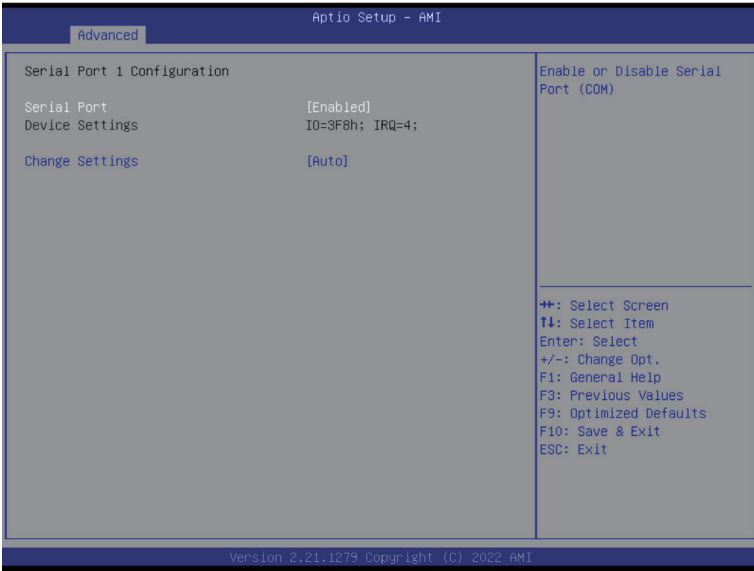 Aptio Setup – AMI
Advanced
Serial Port 1 Configuration
Serial Port [Enabled]
Device Settings IO=3F8h; IRQ=4;
Change Settings [Auto]
Enable or Disable Serial
Port (COM)
→←: Select Screen
↑↓: Select Item
Enter: Select
+/-: Change Opt.
F1: General Help
F3: Previous Values
F9: Optimized Defaults
F10: Save & Exit
ESC: Exit
Version 2.21.1279 Copyright (C) 2022 AMI